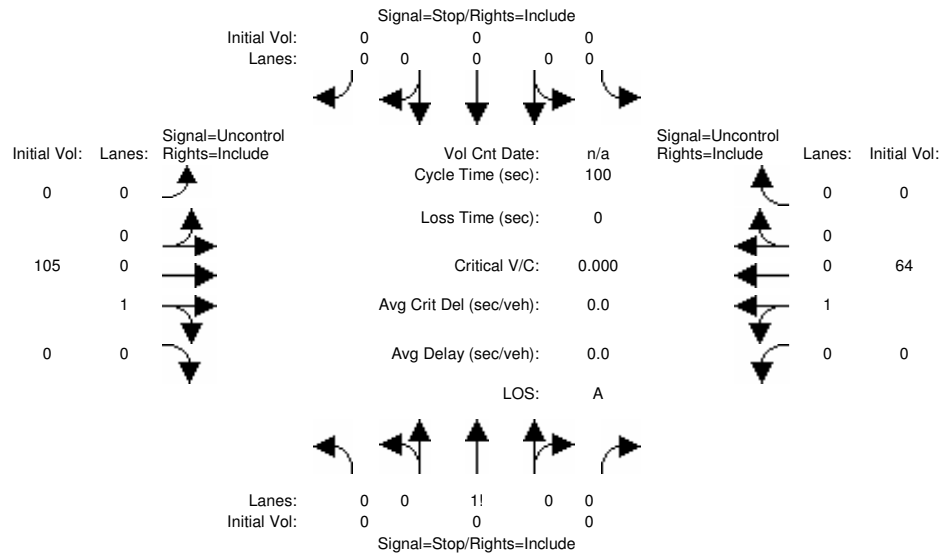 Signal=Stop/Rights=Include
Initial Vol: 0 0 0
Lanes: 0 0 0 0 0
Signal=Uncontrol Signal=Uncontrol
Initial Vol: Lanes: Rights=Include Vol Cnt Date: n/a Rights=Include Lanes: Initial Vol:
Cycle Time (sec): 100
0 0 0 0
Loss Time (sec): 0
0 0
105 0 Critical V/C: 0.000 0 64
1 Avg Crit Del (sec/veh): 0.0 1
0 0 Avg Delay (sec/veh): 0.0 0 0
LOS: A
Lanes: 0 0 1! 0 0
Initial Vol: 0 0 0
Signal=Stop/Rights=Include